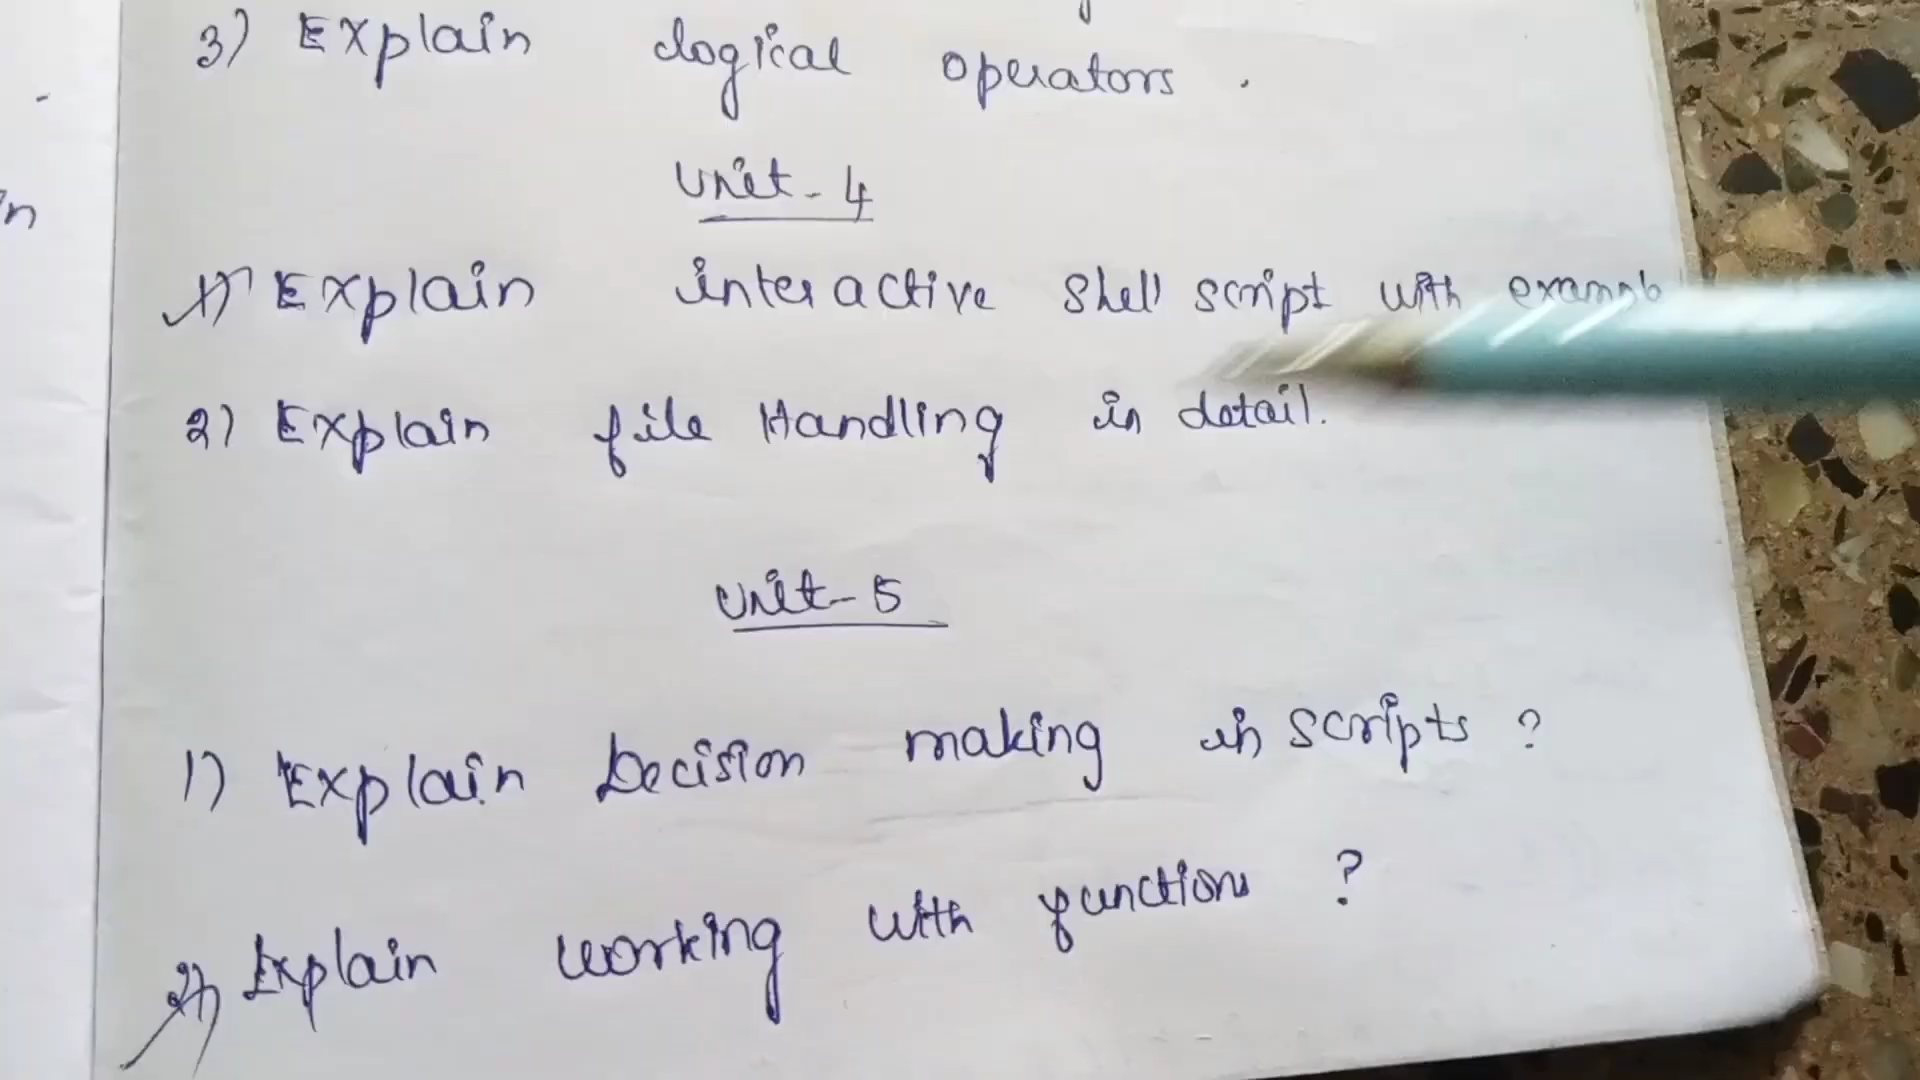 3) Explain logical operators.
Unit-4
1) Explain interactive shell script with
2) Explain file Handling in detail.
Unit-5
1) Explain Decision making in scripts ?
2) Explain working with functions ?